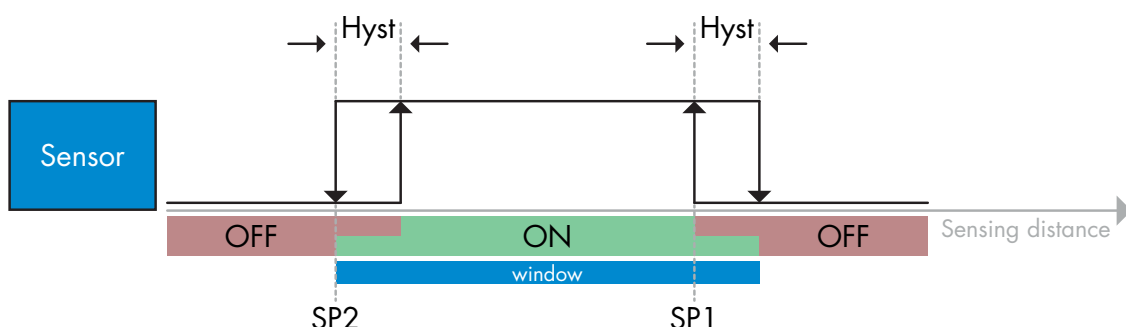 Hyst Hyst
Sensor
OFF ON OFF Sensing distance
window
SP2 SP1